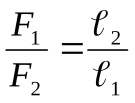 F₁/F₂ = ℓ₂/ℓ₁